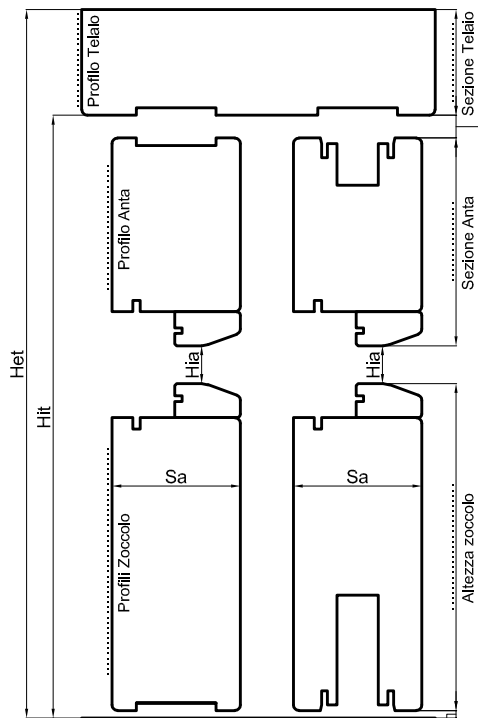 Profilo Telaio
Sezione Telaio
Profilo Anta
Sezione Anta
Hia
Hia
Het
Hit
Sa
Sa
Profili Zoccolo
Altezza zoccolo